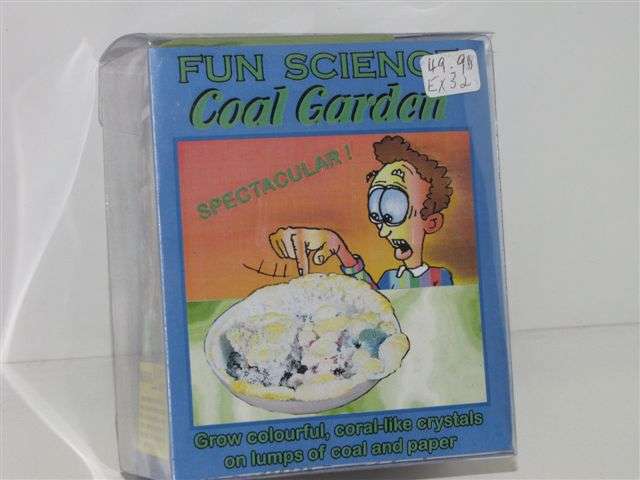 FUN SCIENCE
49.98
EX32
Coal Garden
SPECTACULAR!
Grow colourful, coral-like crystals
on lumps of coal and paper